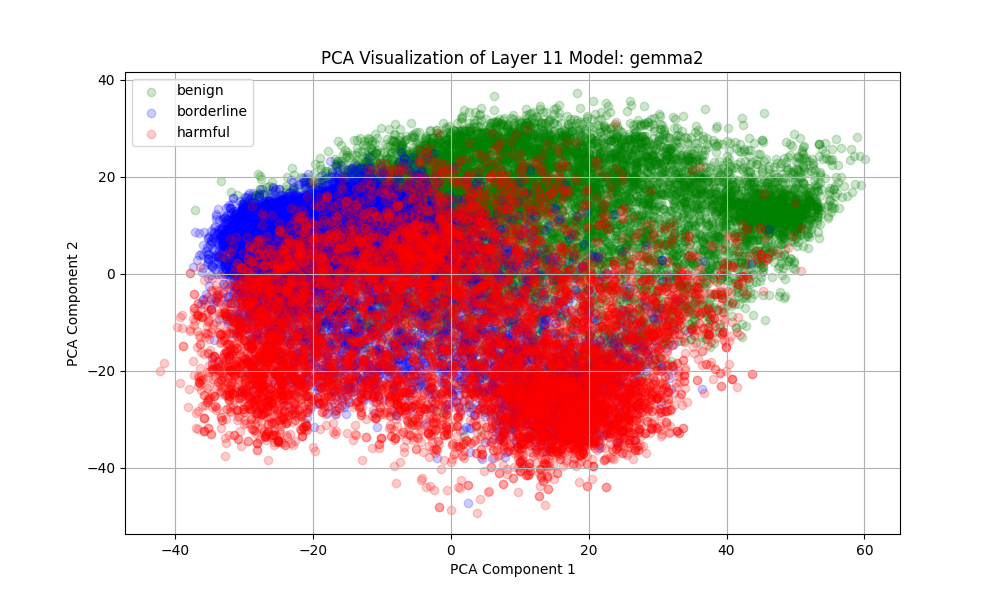 PCA Visualization of Layer 11 Model: gemma2
benign
borderline
harmful
40
20
0
−20
−40
PCA Component 2
−40
−20
0
20
40
60
PCA Component 1